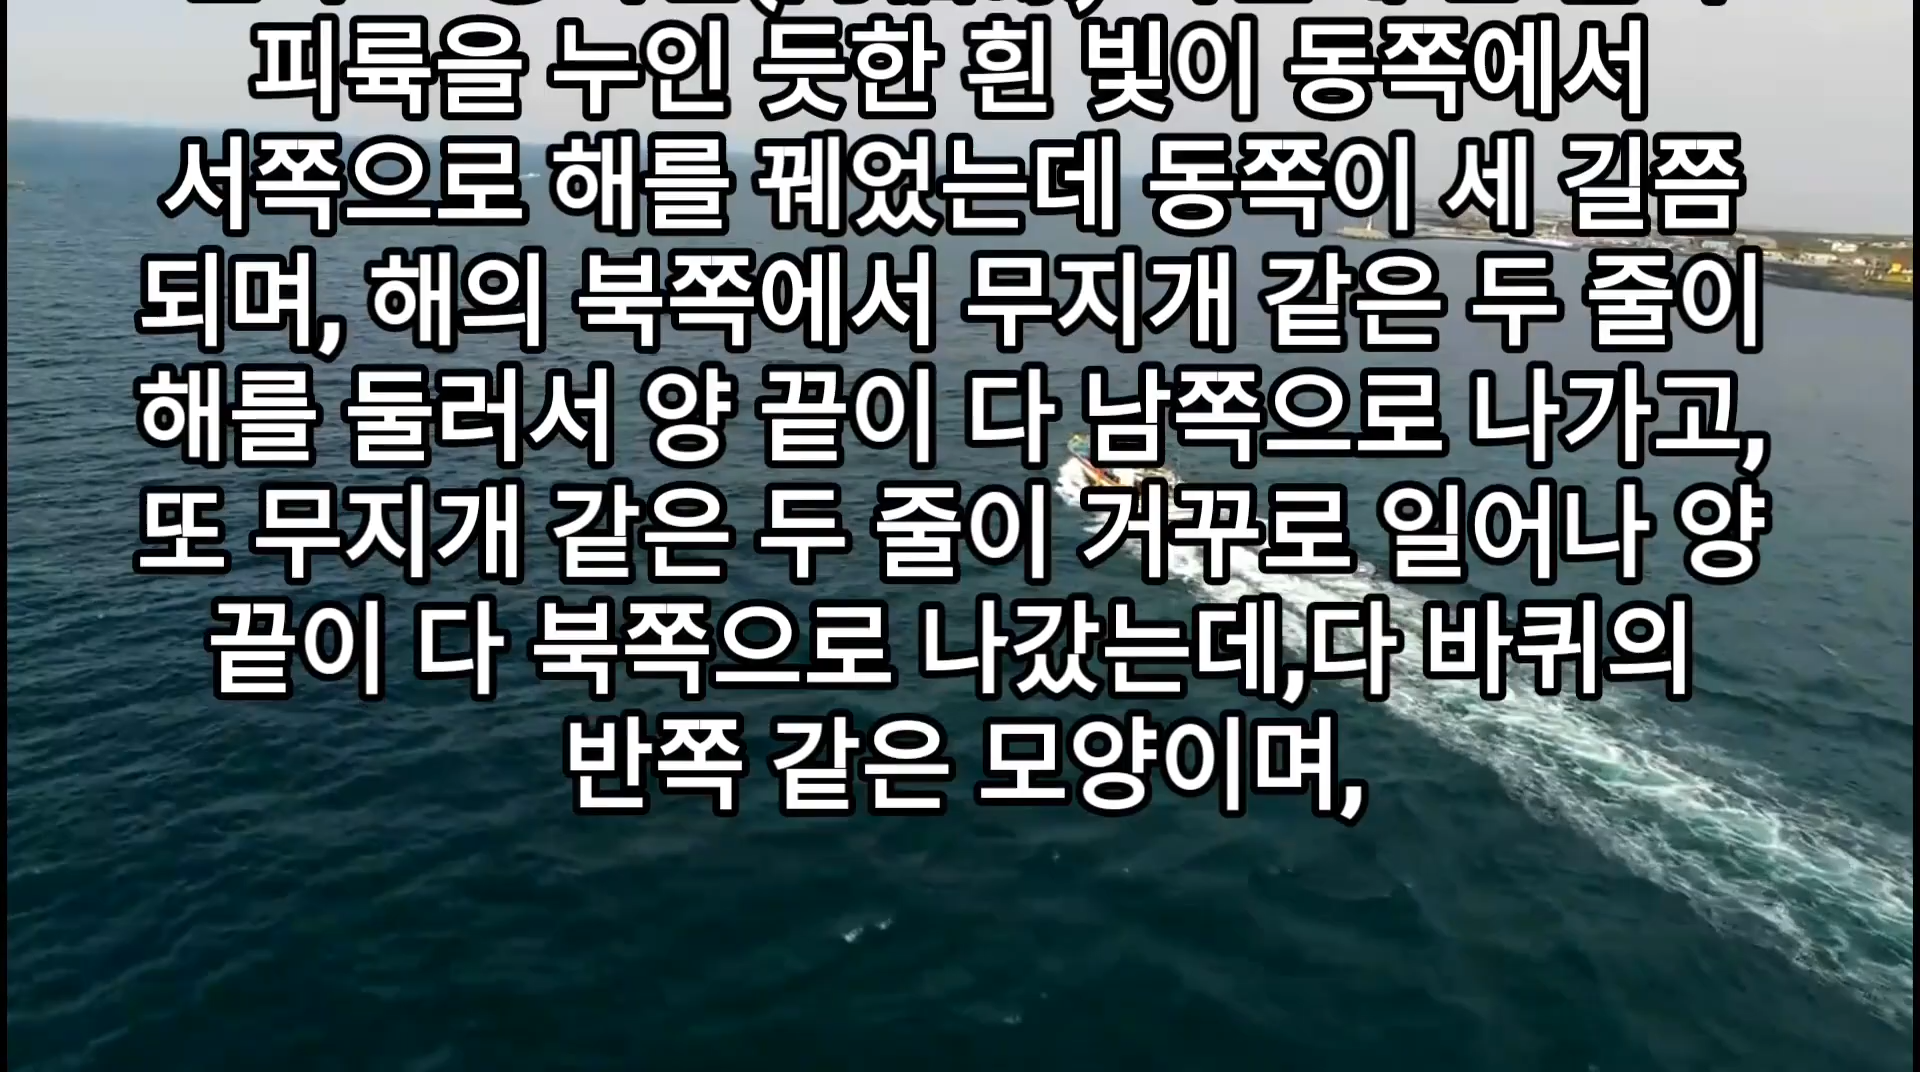 피륙을 누인 듯한 흰 빛이 동쪽에서
서쪽으로 해를 꿰었는데 동쪽이 세 길쯤
되며, 해의 북쪽에서 무지개 같은 두 줄이
해를 둘러서 양 끝이 다 남쪽으로 나가고,
또 무지개 같은 두 줄이 거꾸로 일어나 양
끝이 다 북쪽으로 나갔는데,다 바퀴의
반쪽 같은 모양이며,